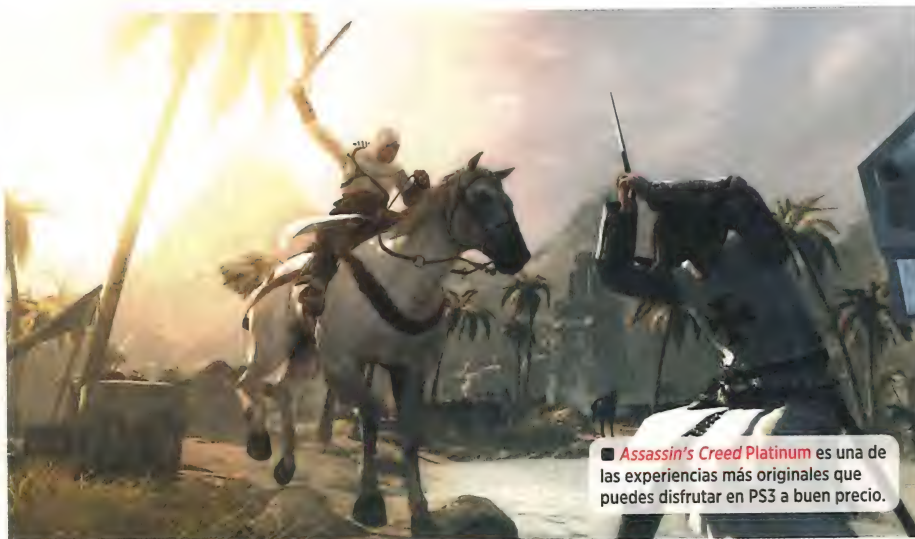 Assassin's Creed Platinum es una de
las experiencias más originales que
puedes disfrutar en PS3 a buen precio.